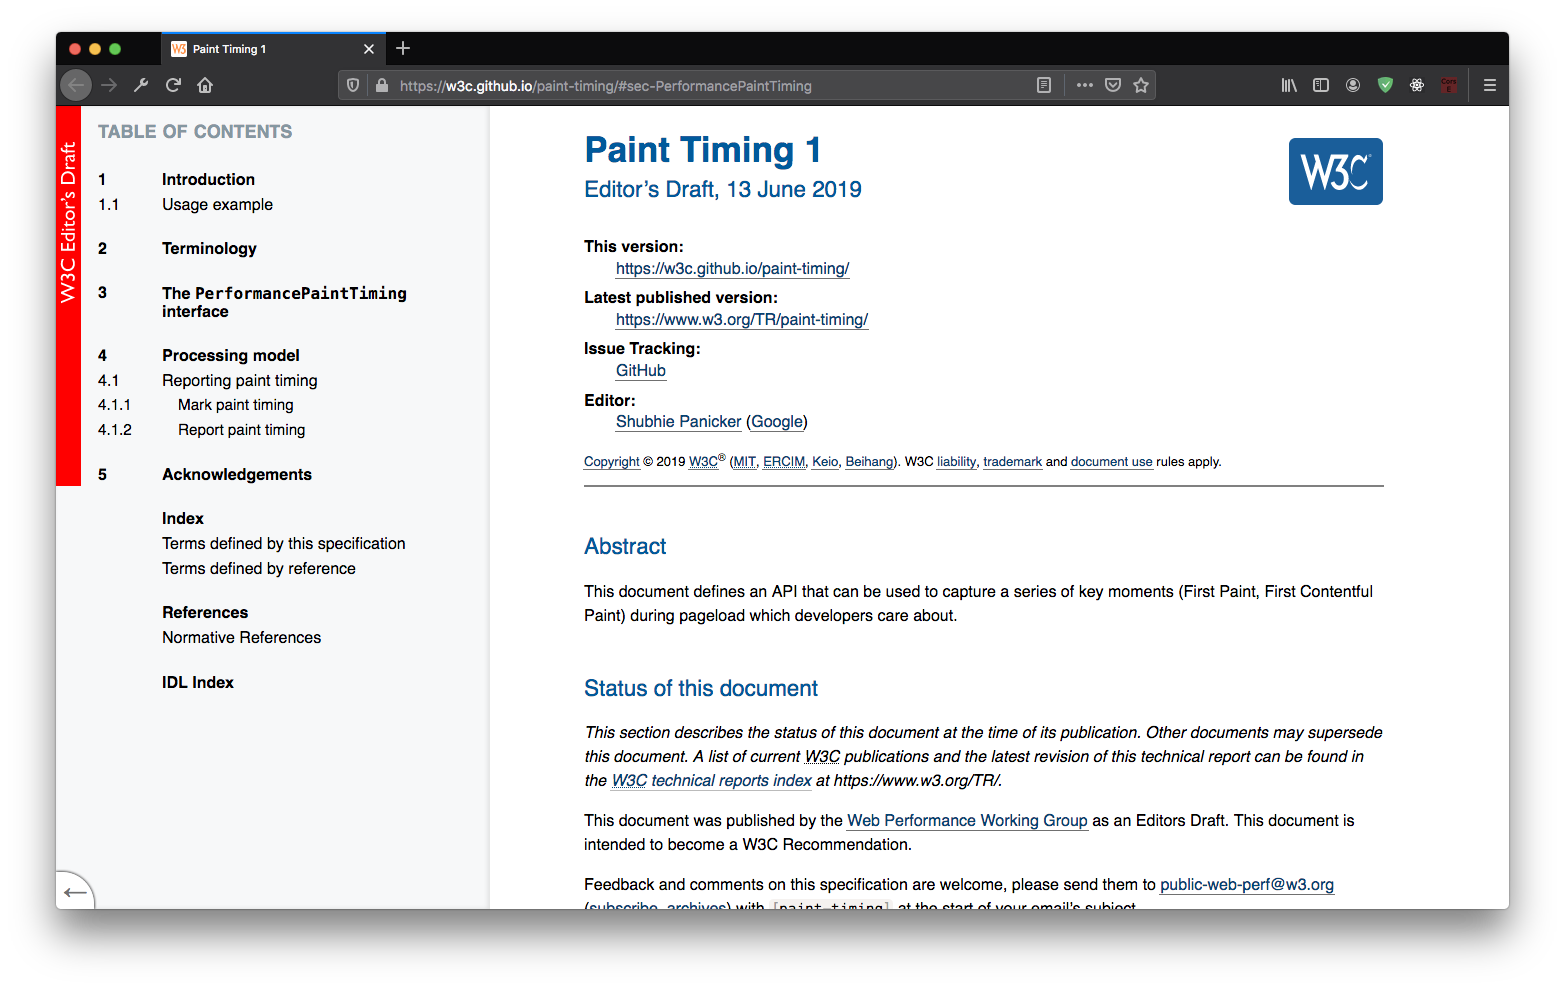 Paint Timing 1
https://w3c.github.io/paint-timing/#sec-PerformancePaintTiming
W3C Editor's Draft
TABLE OF CONTENTS
1 Introduction
1.1 Usage example
2 Terminology
3 The PerformancePaintTiming
interface
4 Processing model
4.1 Reporting paint timing
4.1.1 Mark paint timing
4.1.2 Report paint timing
5 Acknowledgements
Index
Terms defined by this specification
Terms defined by reference
References
Normative References
IDL Index
Paint Timing 1
W3C
Editor’s Draft, 13 June 2019
This version:
https://w3c.github.io/paint-timing/
Latest published version:
https://www.w3.org/TR/paint-timing/
Issue Tracking:
GitHub
Editor:
Shubhie Panicker (Google)
Copyright © 2019 W3C® (MIT, ERCIM, Keio, Beihang). W3C liability, trademark and document use rules apply.
Abstract
This document defines an API that can be used to capture a series of key moments (First Paint, First Contentful
Paint) during pageload which developers care about.
Status of this document
This section describes the status of this document at the time of its publication. Other documents may supersede
this document. A list of current W3C publications and the latest revision of this technical report can be found in
the W3C technical reports index at https://www.w3.org/TR/.
This document was published by the Web Performance Working Group as an Editors Draft. This document is
intended to become a W3C Recommendation.
Feedback and comments on this specification are welcome, please send them to public-web-perf@w3.org
(subscribe, archives) with [paint-timing] at the start of your email’s subject.